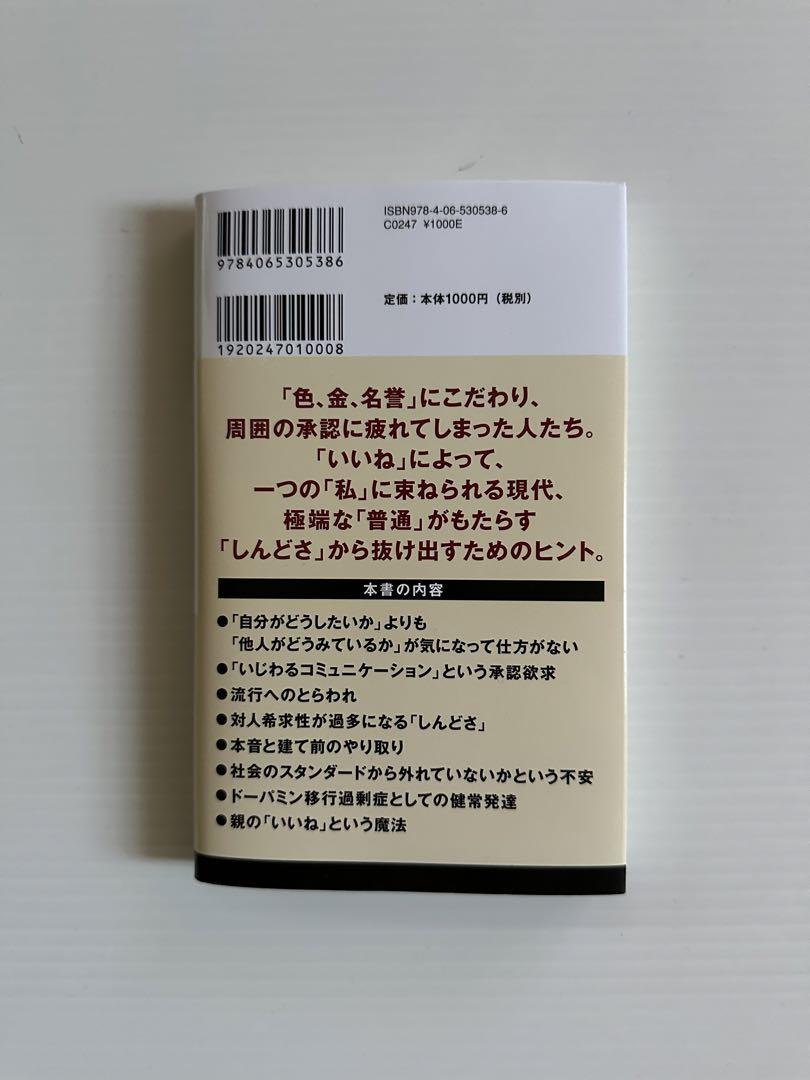 ISBN978-4-06-530538-6
C0247 ¥1000E
9784065305386
定価：本体1000円（税別）
1920247010008
「色、金、名誉」にこだわり、
周囲の承認に疲れてしまった人たち。
「いいね」によって、
一つの「私」に束ねられる現代、
極端な「普通」がもたらす
「しんどさ」から抜け出すためのヒント。
本書の内容
●「自分がどうしたいか」よりも
「他人がどうみているか」が気になって仕方がない
●「いじわるコミュニケーション」という承認欲求
●流行へのとらわれ
●対人希求性が過多になる「しんどさ」
●本音と建て前のやり取り
●社会のスタンダードから外れていないかという不安
●ドーパミン移行過剰症としての健常発達
●親の「いいね」という魔法